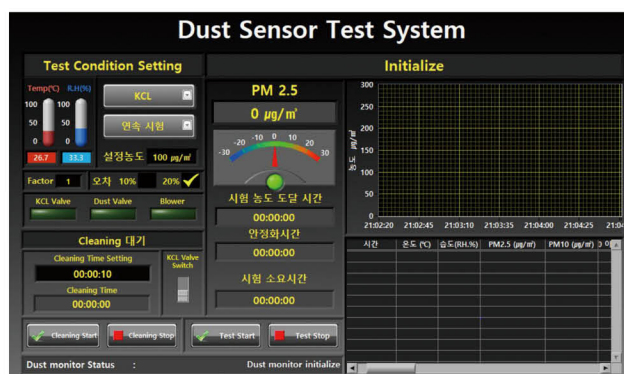 Dust Sensor Test System
Test Condition Setting
Initialize
Temp(℃) R.H(%)
100 100
50 50
0 0
26.7 33.3
KCL
연속 시험
설정농도 100 μg/㎥
Factor 1 오차 10% 20%
KCL Valve Dust Valve Blower
Cleaning 대기
Cleaning Time Setting
00:00:10
Cleaning Time
00:00:00
KCL Valve
Switch
PM 2.5
0 μg/㎥
-30 -20 -10 0 10 20 30
시험 농도 도달 시간
00:00:00
안정화시간
00:00:00
시험 소요시간
00:00:00
농도 μg/㎥
300
250
200
150
100
50
0
21:02:20 21:02:45 21:03:10 21:03:35 21:04:00 21:04:25 21:04
시간 온도 (℃) 습도(RH.%) PM2.5 (μg/㎥) PM10 (μg/㎥)
Cleaning Start Cleaning Stop Test Start Test Stop
Dust monitor Status : Dust monitor initialize